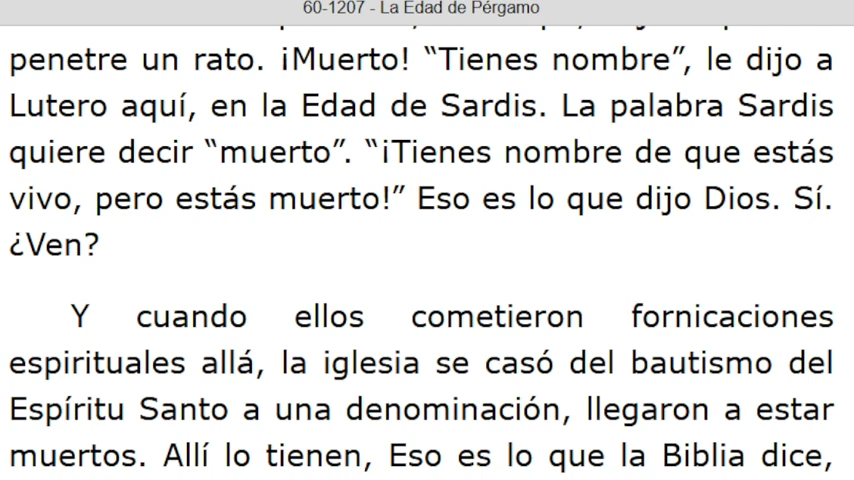 60-1207 - La Edad de Pérgamo
penetre un rato. ¡Muerto! “Tienes nombre”, le dijo a
Lutero aquí, en la Edad de Sardis. La palabra Sardis
quiere decir “muerto”. “¡Tienes nombre de que estás
vivo, pero estás muerto!” Eso es lo que dijo Dios. Sí.
¿Ven?
Y cuando ellos cometieron fornicaciones
espirituales allá, la iglesia se casó del bautismo del
Espíritu Santo a una denominación, llegaron a estar
muertos. Allí lo tienen, Eso es lo que la Biblia dice,